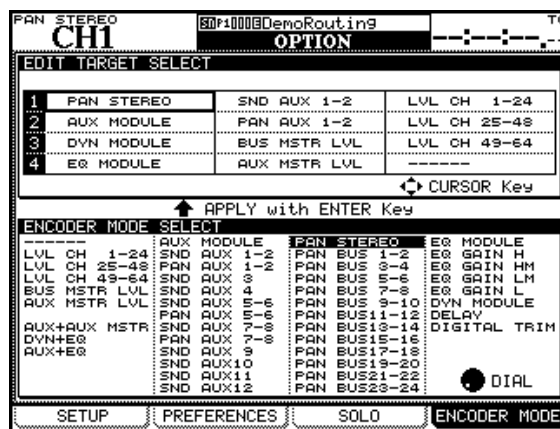 PAN STEREO
CH1
DemoRouting
OPTION
--:--:--.
EDIT TARGET SELECT
1 PAN STEREO SND AUX 1-2 LVL CH 1-24
2 AUX MODULE PAN AUX 1-2 LVL CH 25-48
3 DYN MODULE BUS MSTR LVL LVL CH 49-64
4 EQ MODULE AUX MSTR LVL ------
CURSOR Key
APPLY with ENTER Key
ENCODER MODE SELECT
------ AUX MODULE PAN STEREO EQ MODULE
LVL CH 1-24 SND AUX 1-2 PAN BUS 1-2 EQ GAIN H
LVL CH 25-48 PAN AUX 1-2 PAN BUS 3-4 EQ GAIN HM
LVL CH 49-64 SND AUX 3 PAN BUS 5-6 EQ GAIN LM
BUS MSTR LVL SND AUX 4 PAN BUS 7-8 EQ GAIN L
AUX MSTR LVL SND AUX 5-6 PAN BUS 9-10 DYN MODULE
PAN AUX 5-6 PAN BUS11-12 DELAY
AUX+AUX MSTR SND AUX 7-8 PAN BUS13-14 DIGITAL TRIM
DYN+EQ PAN AUX 7-8 PAN BUS15-16
AUX+EQ SND AUX 9 PAN BUS17-18
SND AUX10 PAN BUS19-20
SND AUX11 PAN BUS21-22
SND AUX12 PAN BUS23-24
DIAL
SETUP PREFERENCES SOLO ENCODER MODE